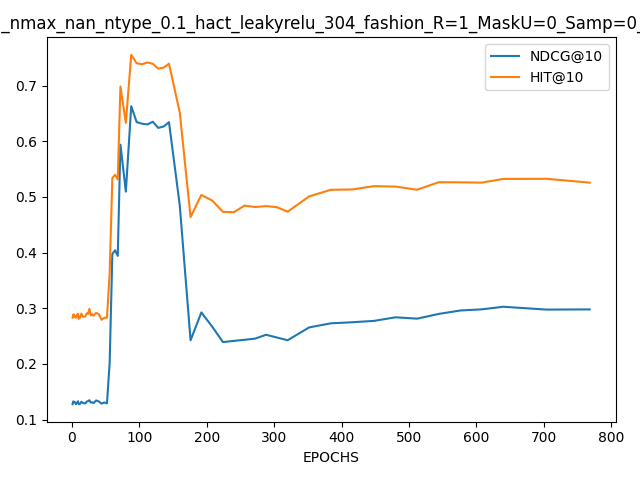 _nmax_nan_ntype_0.1_hact_leakyrelu_304_fashion_R=1_MaskU=0_Samp=0_
NDCG@10
HIT@10
0.7
0.6
0.5
0.4
0.3
0.2
0.1
0 100 200 300 400 500 600 700 800
EPOCHS